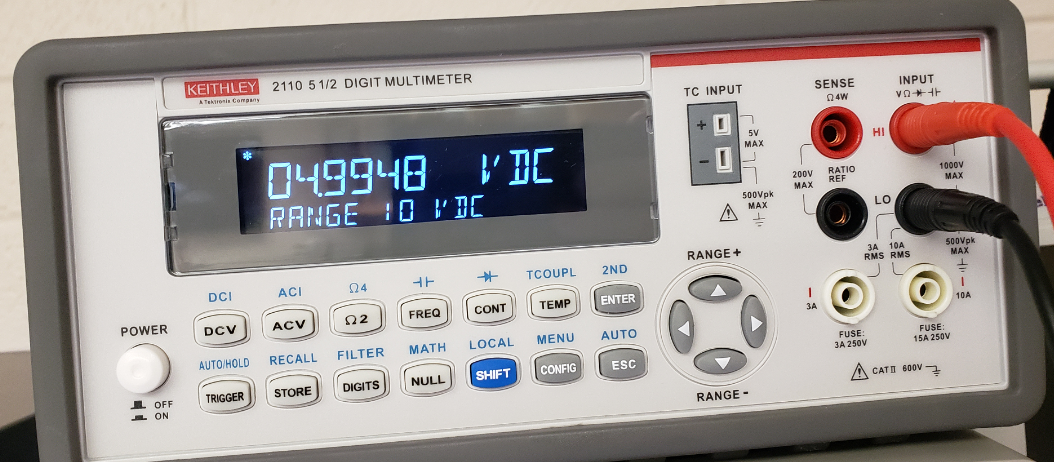 KEITHLEY
A Tektronix Company
2110 5 1/2 DIGIT MULTIMETER
* 04.9948 VDC
RANGE 10 VDC
TC INPUT
+
5V
MAX
-
500Vpk
MAX
SENSE
Ω4W
INPUT
VΩ
HI
200V
MAX
RATIO
REF
1000V
MAX
LO
3A
RMS
10A
RMS
500Vpk
MAX
I
3A
I
10A
FUSE:
3A 250V
FUSE:
15A 250V
CAT II 600V
RANGE+
RANGE-
POWER
OFF
ON
DCI
ACI
Ω4
TCOUPL
2ND
DCV
ACV
Ω2
FREQ
CONT
TEMP
ENTER
AUTO/HOLD
RECALL
FILTER
MATH
LOCAL
MENU
AUTO
TRIGGER
STORE
DIGITS
NULL
SHIFT
CONFIG
ESC